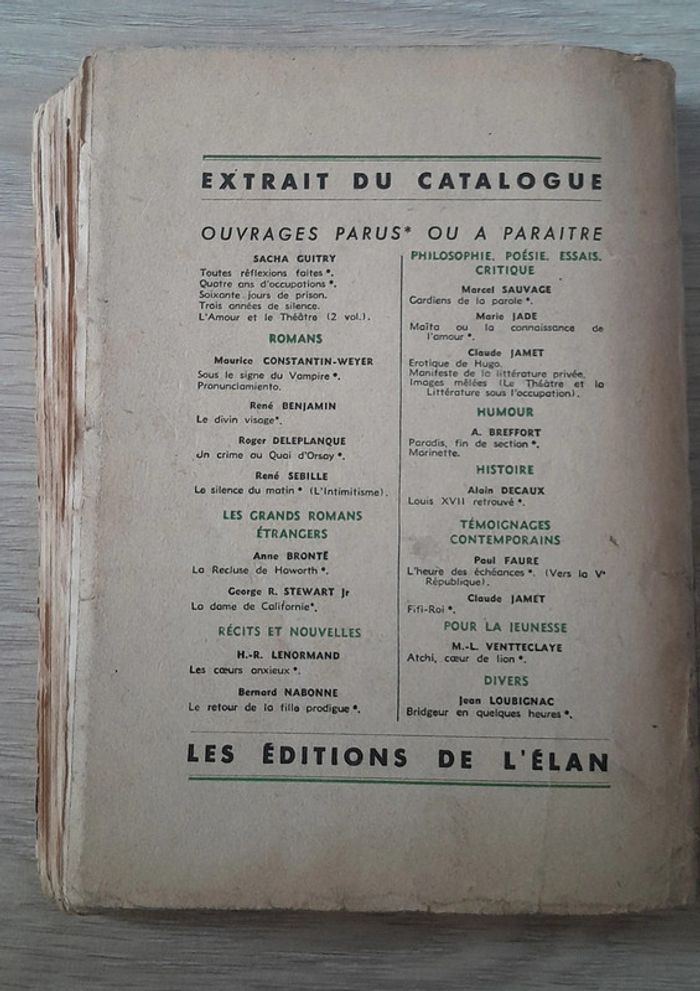 EXTRAIT DU CATALOGUE
OUVRAGES PARUS* OU A PARAITRE
SACHA GUITRY
Toutes réflexions faites *.
Quatre ans d'occupations *.
Soixante jours de prison.
Trois années de silence.
L'Amour et le Théâtre (2 vol.).
ROMANS
Maurice CONSTANTIN-WEYER
Sous le signe du Vampire *.
Pronunciamiento.
René BENJAMIN
Le divin visage*.
Roger DELEPLANQUE
Un crime au Quai d'Orsay *.
René SEBILLE
Le silence du matin * (L'Intimitisme).
LES GRANDS ROMANS
ÉTRANGERS
Anne BRONTË
La Recluse de Haworth *.
George R. STEWART Jr
La dame de Californie*.
RÉCITS ET NOUVELLES
H.-R. LENORMAND
Les cœurs anxieux *.
Bernard NABONNE
Le retour de la fille prodigue *.
PHILOSOPHIE. POÉSIE. ESSAIS.
CRITIQUE
Marcel SAUVAGE
Gardiens de la parole *.
Marie JADE
Maïta ou la connaissance de
l'amour *.
Claude JAMET
Erotique de Hugo.
Manifeste de la littérature privée.
Images mêlées (Le Théâtre et la
Littérature sous l'occupation).
HUMOUR
A. BREFFORT
Paradis, fin de section *.
Marinette.
HISTOIRE
Alain DECAUX
Louis XVII retrouvé *.
TÉMOIGNAGES
CONTEMPORAINS
Paul FAURE
L'heure des échéances *. (Vers la Vᵉ
République).
Claude JAMET
Fifi-Roi *.
POUR LA JEUNESSE
M.-L. VENTTECLAYE
Atchi, cœur de lion *.
DIVERS
Jean LOUBIGNAC
Bridgeur en quelques heures *.
LES ÉDITIONS DE L'ÉLAN